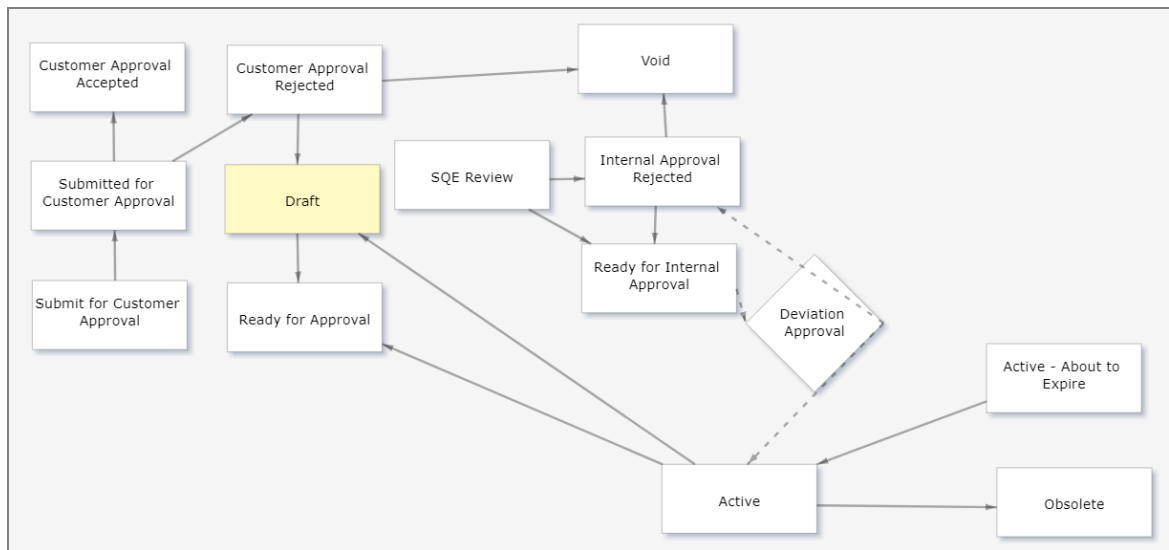 Customer Approval
Accepted
Customer Approval
Rejected
Void
Submitted for
Customer Approval
Draft
SQE Review
Internal Approval
Rejected
Submit for Customer
Approval
Ready for Approval
Ready for Internal
Approval
Deviation
Approval
Active - About to
Expire
Active
Obsolete